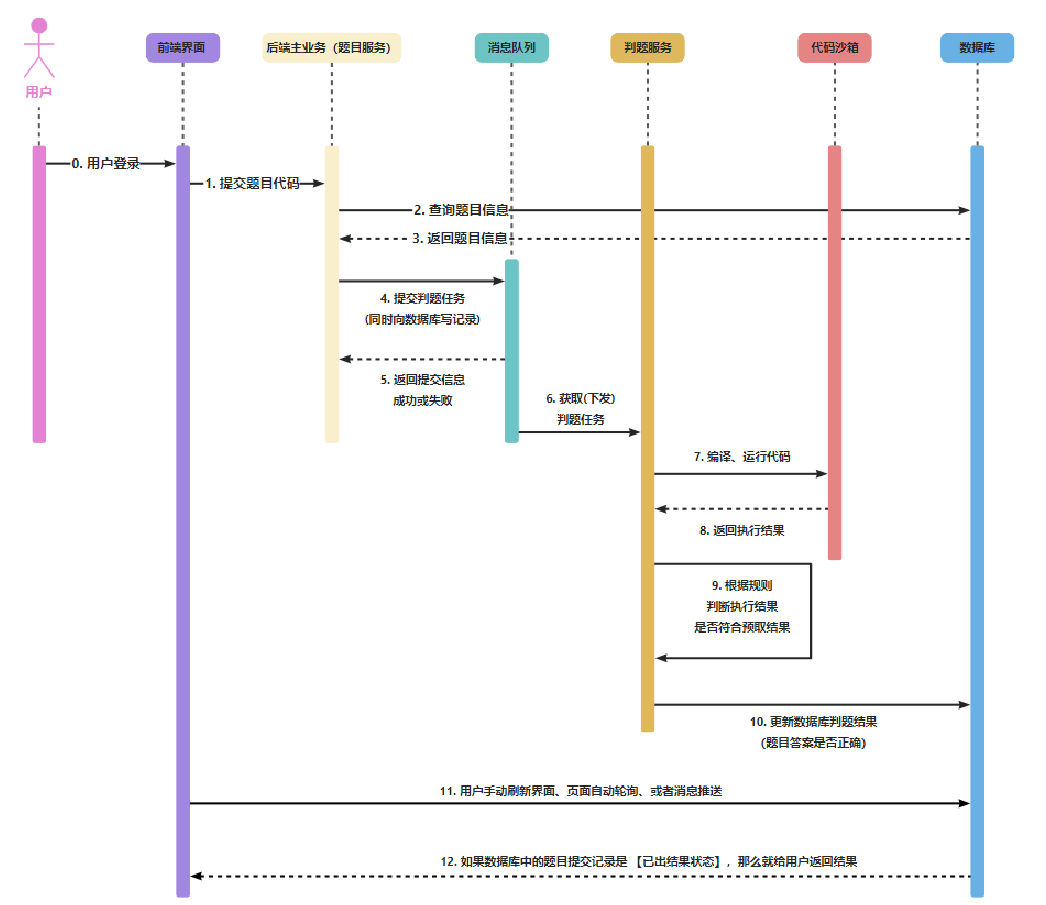 前端界面
后端主业务（题目服务）
消息队列
判题服务
代码沙箱
数据库
用户
0. 用户登录
1. 提交题目代码
2. 查询题目信息
3. 返回题目信息
4. 提交判题任务
(同时向数据库写记录)
5. 返回提交信息
成功或失败
6. 获取(下发)
判题任务
7. 编译、运行代码
8. 返回执行结果
9. 根据规则
判断执行结果
是否符合预取结果
10. 更新数据库判题结果
(题目答案是否正确)
11. 用户手动刷新界面、页面自动轮询、或者消息推送
12. 如果数据库中的题目提交记录是 【已出结果状态】，那么就给用户返回结果